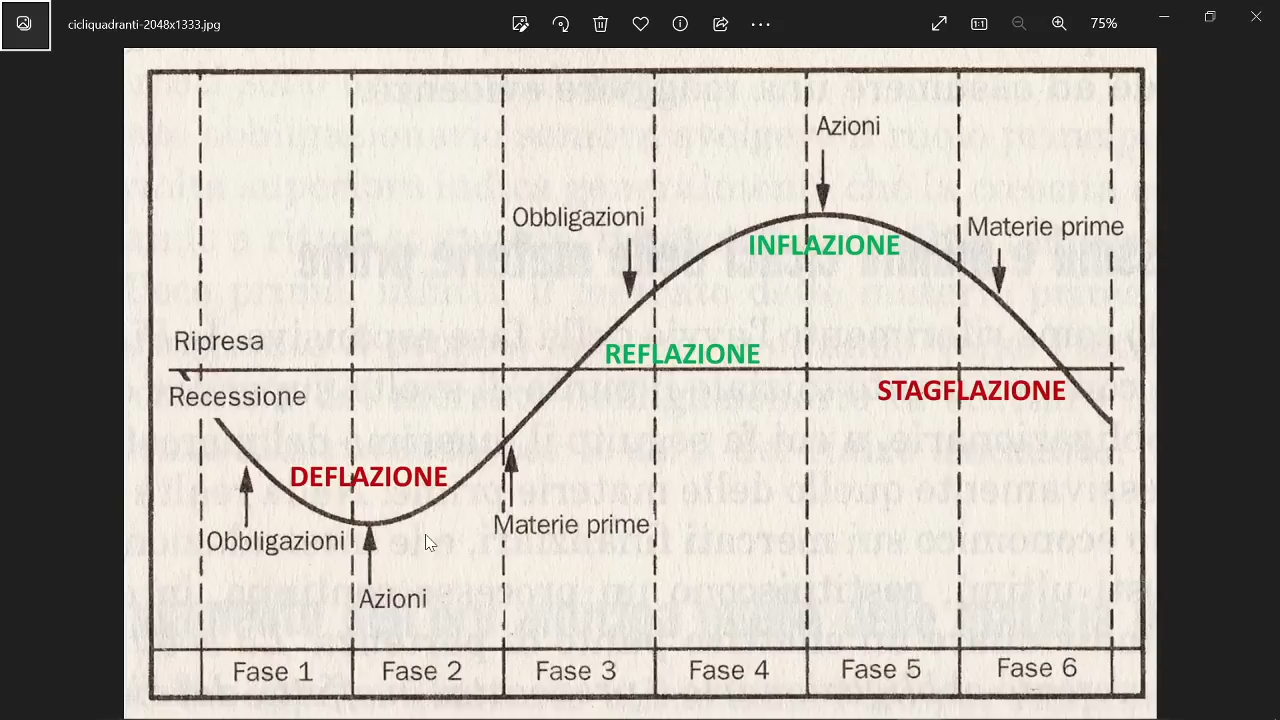 cicliquadranti-2048x1333.jpg
75%
Azioni
Obbligazioni
Materie prime
INFLAZIONE
Ripresa
REFLAZIONE
Recessione
STAGFLAZIONE
DEFLAZIONE
Obbligazioni
Materie prime
Azioni
Fase 1
Fase 2
Fase 3
Fase 4
Fase 5
Fase 6